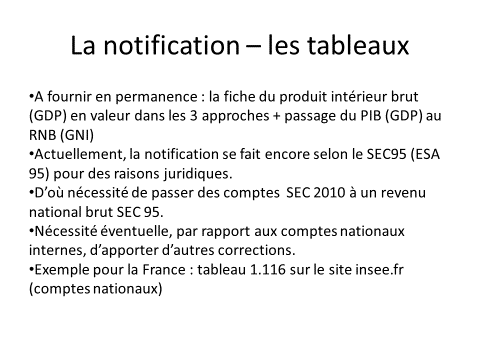 La notification – les tableaux
•A fournir en permanence : la fiche du produit intérieur brut
(GDP) en valeur dans les 3 approches + passage du PIB (GDP) au
RNB (GNI)
•Actuellement, la notification se fait encore selon le SEC95 (ESA
95) pour des raisons juridiques.
•D’où nécessité de passer des comptes SEC 2010 à un revenu
national brut SEC 95.
•Nécessité éventuelle, par rapport aux comptes nationaux
internes, d’apporter d’autres corrections.
•Exemple pour la France : tableau 1.116 sur le site insee.fr
(comptes nationaux)